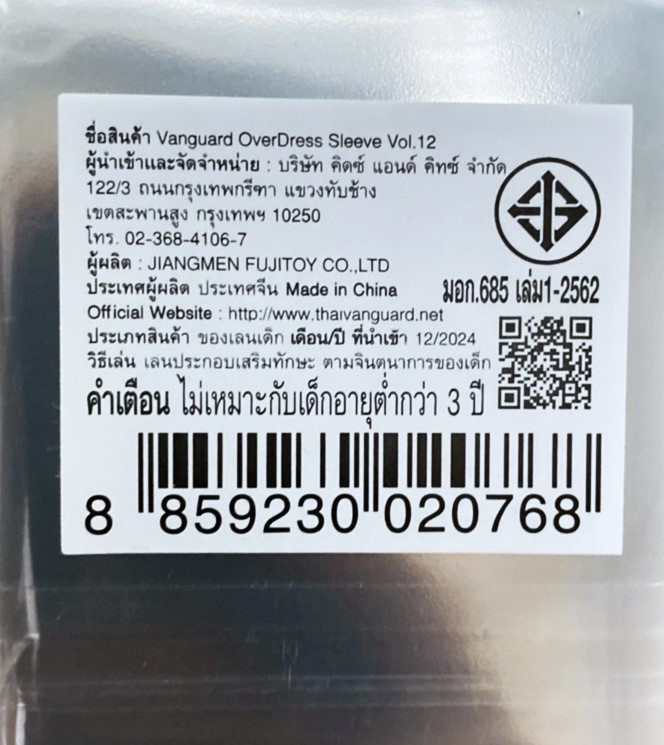 ชื่อสินค้า Vanguard OverDress Sleeve Vol.12
ผู้นำเข้าและจัดจำหน่าย : บริษัท คิดซ์ แอนด์ คิทซ์ จำกัด
122/3 ถนนกรุงเทพกรีฑา แขวงทับช้าง
เขตสะพานสูง กรุงเทพฯ 10250
โทร. 02-368-4106-7
ผู้ผลิต : JIANGMEN FUJITOY CO.,LTD
ประเทศผู้ผลิต ประเทศจีน Made in China
มอก.685 เล่ม1-2562
Official Website : http://www.thaivanguard.net
ประเภทสินค้า ของเลนเด็ก เดือน/ปี ที่นำเข้า 12/2024
วิธีเล่น เลนประกอบเสริมทักษะ ตามจินตนาการของเด็ก
คำเตือน ไม่เหมาะกับเด็กอายุต่ำกว่า 3 ปี
8 859230 020768